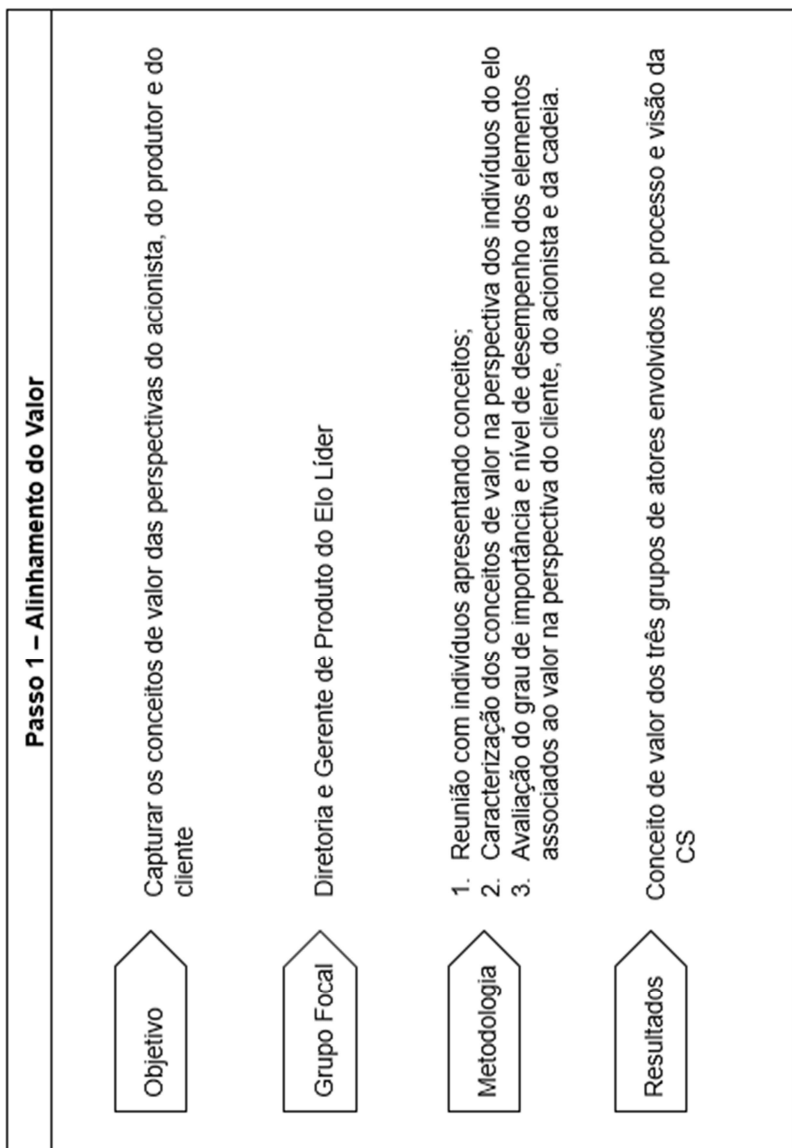 Passo 1 – Alinhamento do Valor
Objetivo
Capturar os conceitos de valor das perspectivas do acionista, do produtor e do
cliente
Grupo Focal
Diretoria e Gerente de Produto do Elo Líder
Metodologia
1. Reunião com indivíduos apresentando conceitos;
2. Caracterização dos conceitos de valor na perspectiva dos indivíduos do elo
3. Avaliação do grau de importância e nível de desempenho dos elementos
associados ao valor na perspectiva do cliente, do acionista e da cadeia.
Resultados
Conceito de valor dos três grupos de atores envolvidos no processo e visão da
CS